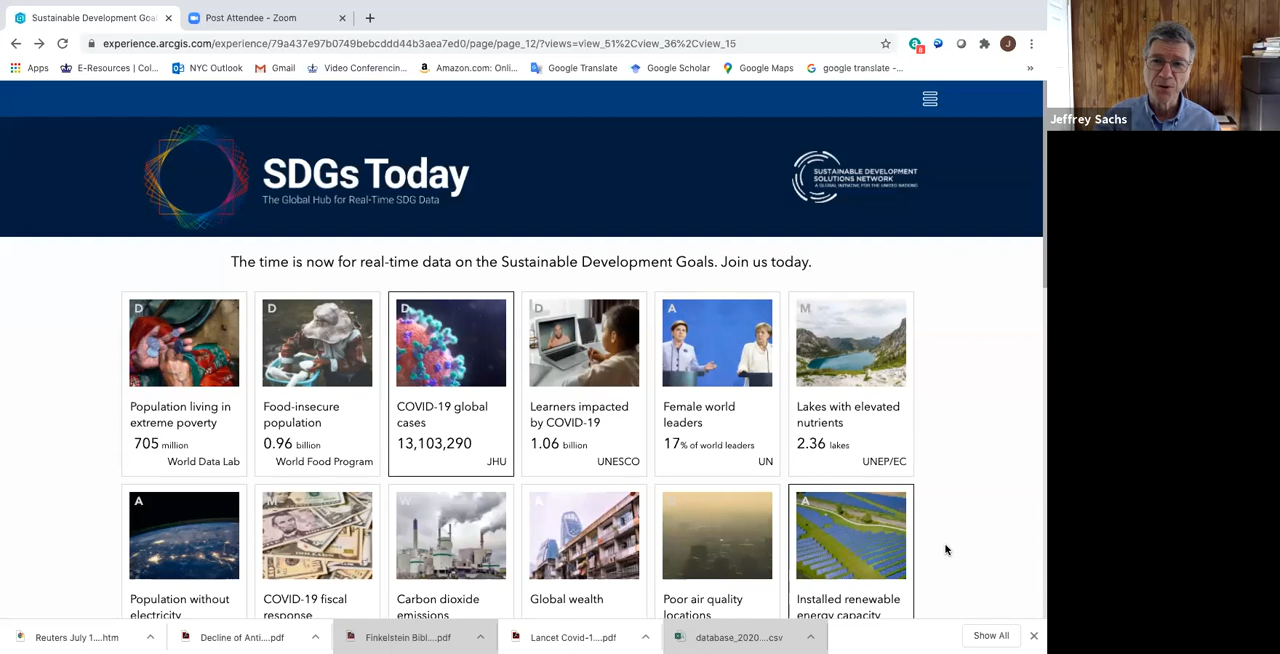 Sustainable Development Goa
Post Attendee - Zoom
experience.arcgis.com/experience/79a437e97b0749bebcddd44b3aea7ed0/page/page_12/?views=view_51%2Cview_36%2Cview_15
8
J
Apps
E-Resources | Col...
NYC Outlook
Gmail
Video Conferencin...
Amazon.com: Onli...
Google Translate
Google Scholar
Google Maps
google translate -...
»
Jeffrey Sachs
SDGs Today
The Global Hub for Real-Time SDG Data
SUSTAINABLE DEVELOPMENT
SOLUTIONS NETWORK
A GLOBAL INITIATIVE FOR THE UNITED NATIONS
The time is now for real-time data on the Sustainable Development Goals. Join us today.
D
Population living in
extreme poverty
705 million
World Data Lab
D
Food-insecure
population
0.96 billion
World Food Program
D
COVID-19 global
cases
13,103,290
JHU
D
Learners impacted
by COVID-19
1.06 billion
UNESCO
A
Female world
leaders
17% of world leaders
UN
M
Lakes with elevated
nutrients
2.36 lakes
UNEP/EC
A
Population without
electricity
M
COVID-19 fiscal
response
W
Carbon dioxide
emissions
A
Global wealth
Poor air quality
locations
A
Installed renewable
energy capacity
Reuters July 1....htm
Decline of Anti....pdf
Finkelstein Bibl....pdf
Lancet Covid-1....pdf
database_2020....csv
Show All